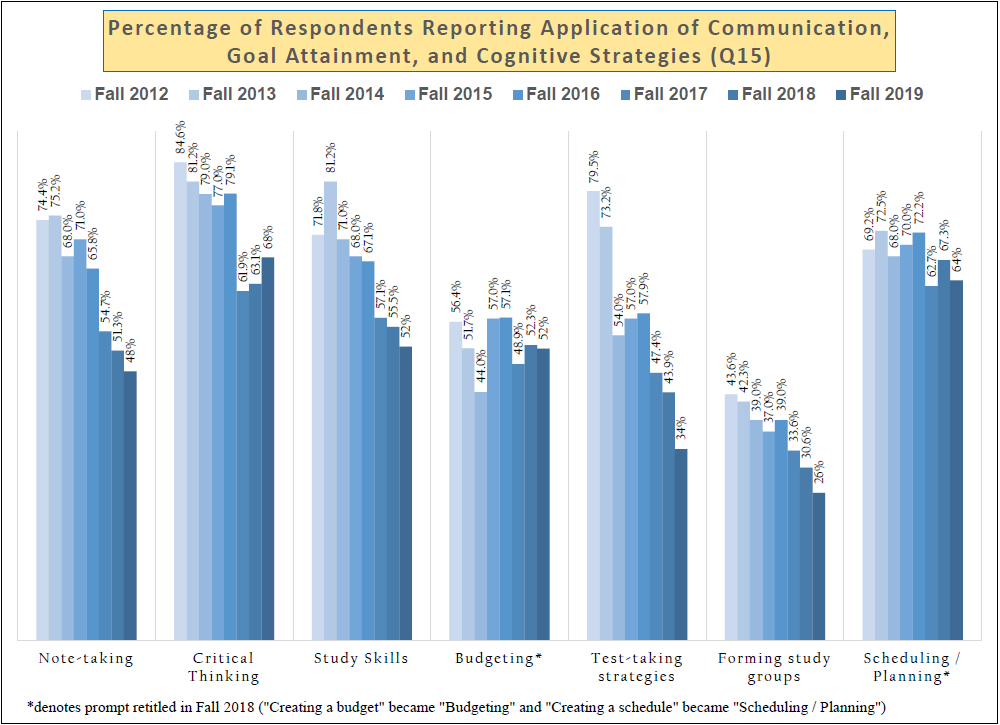 Percentage of Respondents Reporting Application of Communication,
Goal Attainment, and Cognitive Strategies (Q15)
Fall 2012 Fall 2013 Fall 2014 Fall 2015 Fall 2016 Fall 2017 Fall 2018 Fall 2019
74.4% 75.2% 68.0% 71.0% 65.8% 54.7% 51.3% 48%
84.6% 81.2% 79.0% 77.0% 79.1% 61.9% 63.1% 68%
71.8% 81.2% 71.0% 68.0% 67.1% 57.1% 55.5% 52%
56.4% 51.7% 44.0% 57.0% 57.1% 48.9% 52.3% 52%
79.5% 73.2% 54.0% 57.0% 57.9% 47.4% 43.9% 34%
43.6% 42.3% 39.0% 37.0% 39.0% 33.6% 30.6% 26%
69.2% 72.5% 68.0% 70.0% 72.2% 62.7% 67.3% 64%
Note-taking
Critical
Thinking
Study Skills
Budgeting*
Test-taking
strategies
Forming study
groups
Scheduling /
Planning*
*denotes prompt retitled in Fall 2018 ("Creating a budget" became "Budgeting" and "Creating a schedule" became "Scheduling / Planning")